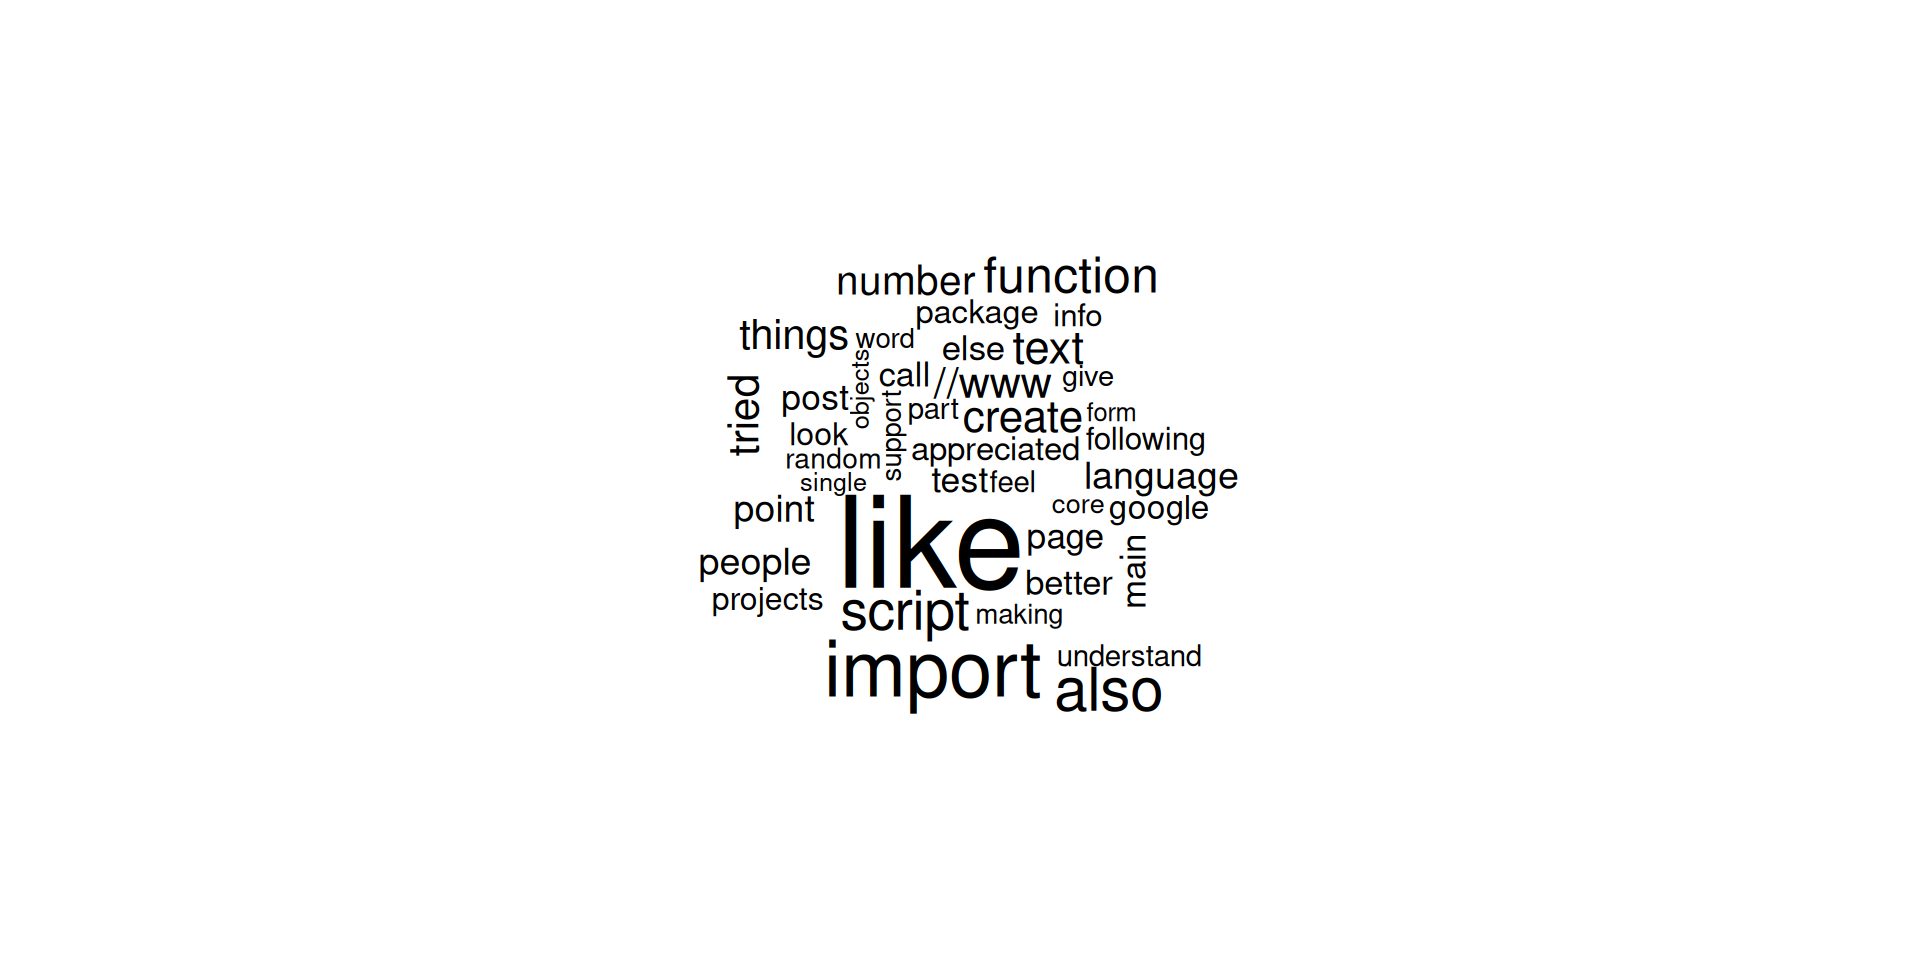 number function
package info
things word
else text
objects
call //www give
tried
post
support
part create form
look
appreciated following
random
single
test feel
language
point
like
core google
page
people
better
main
projects
script making
import
understand
also